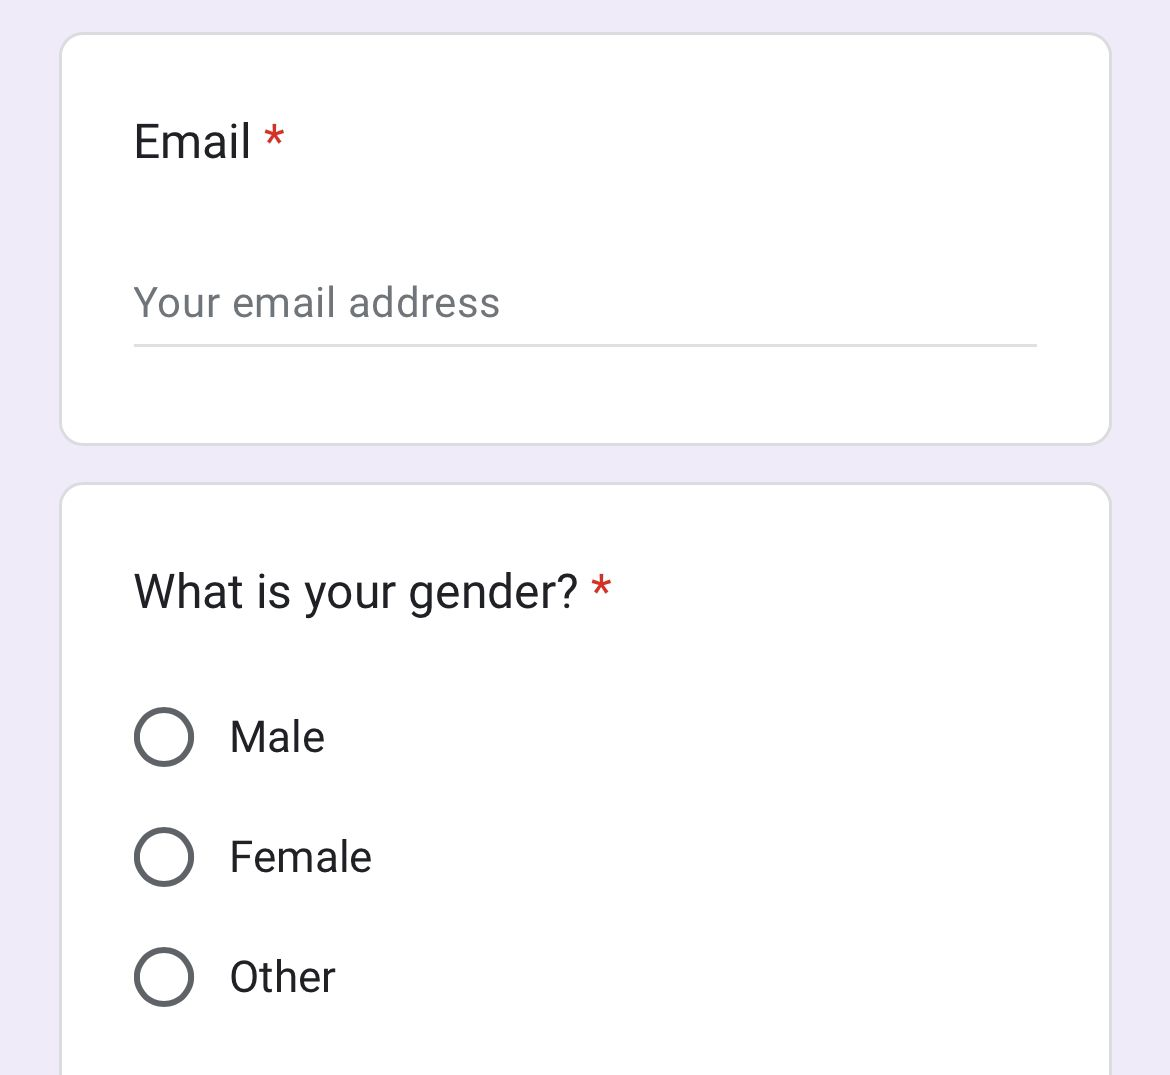 Email *
Your email address
What is your gender? *
Male
Female
Other